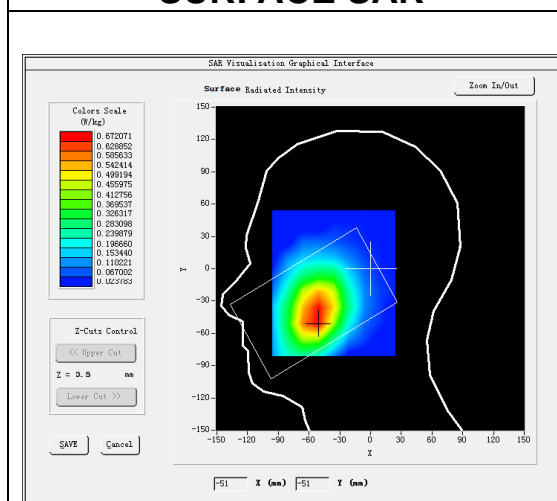 SURFACE SAR
SAR Visualisation Graphical Interface
Surface Radiated Intensity
Zoom In/Out
Colors Scale
(W/kg)
0.672071
0.628852
0.585633
0.542414
0.499194
0.455975
0.412756
0.369537
0.326317
0.283098
0.239879
0.196660
0.153440
0.110221
0.067002
0.023783
Z-Cuts Control
<< Upper Cut
Z = 0.5 mm
Lower Cut >>
SAVE Cancel
150
120
90
60
30
0
-30
-60
-90
-120
-150
Y
-150 -120 -90 -60 -30 0 30 60 90 120 150
X
-51 X (mm) -51 Y (mm)